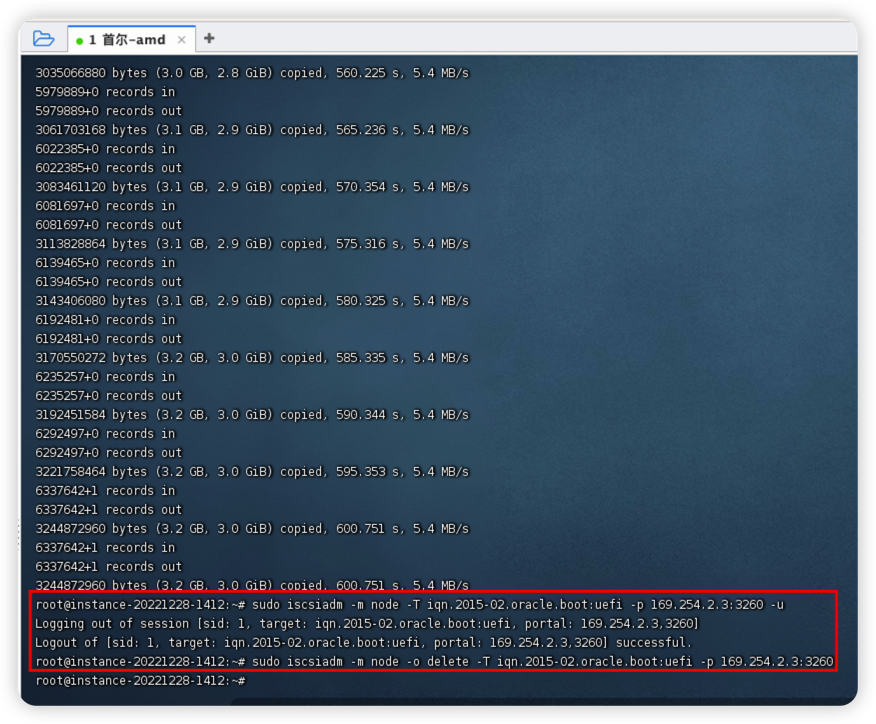 1 首尔-amd × +
3035066880 bytes (3.0 GB, 2.8 GiB) copied, 560.225 s, 5.4 MB/s
5979889+0 records in
5979889+0 records out
3061703168 bytes (3.1 GB, 2.9 GiB) copied, 565.236 s, 5.4 MB/s
6022385+0 records in
6022385+0 records out
3083461120 bytes (3.1 GB, 2.9 GiB) copied, 570.354 s, 5.4 MB/s
6081697+0 records in
6081697+0 records out
3113828864 bytes (3.1 GB, 2.9 GiB) copied, 575.316 s, 5.4 MB/s
6139465+0 records in
6139465+0 records out
3143406080 bytes (3.1 GB, 2.9 GiB) copied, 580.325 s, 5.4 MB/s
6192481+0 records in
6192481+0 records out
3170550272 bytes (3.2 GB, 3.0 GiB) copied, 585.335 s, 5.4 MB/s
6235257+0 records in
6235257+0 records out
3192451584 bytes (3.2 GB, 3.0 GiB) copied, 590.344 s, 5.4 MB/s
6292497+0 records in
6292497+0 records out
3221758464 bytes (3.2 GB, 3.0 GiB) copied, 595.353 s, 5.4 MB/s
6337642+1 records in
6337642+1 records out
3244872960 bytes (3.2 GB, 3.0 GiB) copied, 600.751 s, 5.4 MB/s
6337642+1 records in
6337642+1 records out
3244872960 bytes (3.2 GB, 3.0 GiB) copied, 600.751 s, 5.4 MB/s
root@instance-20221228-1412:~# sudo iscsiadm -m node -T iqn.2015-02.oracle.boot:uefi -p 169.254.2.3:3260 -u
Logging out of session [sid: 1, target: iqn.2015-02.oracle.boot:uefi, portal: 169.254.2.3,3260]
Logout of [sid: 1, target: iqn.2015-02.oracle.boot:uefi, portal: 169.254.2.3,3260] successful.
root@instance-20221228-1412:~# sudo iscsiadm -m node -o delete -T iqn.2015-02.oracle.boot:uefi -p 169.254.2.3:3260
root@instance-20221228-1412:~#